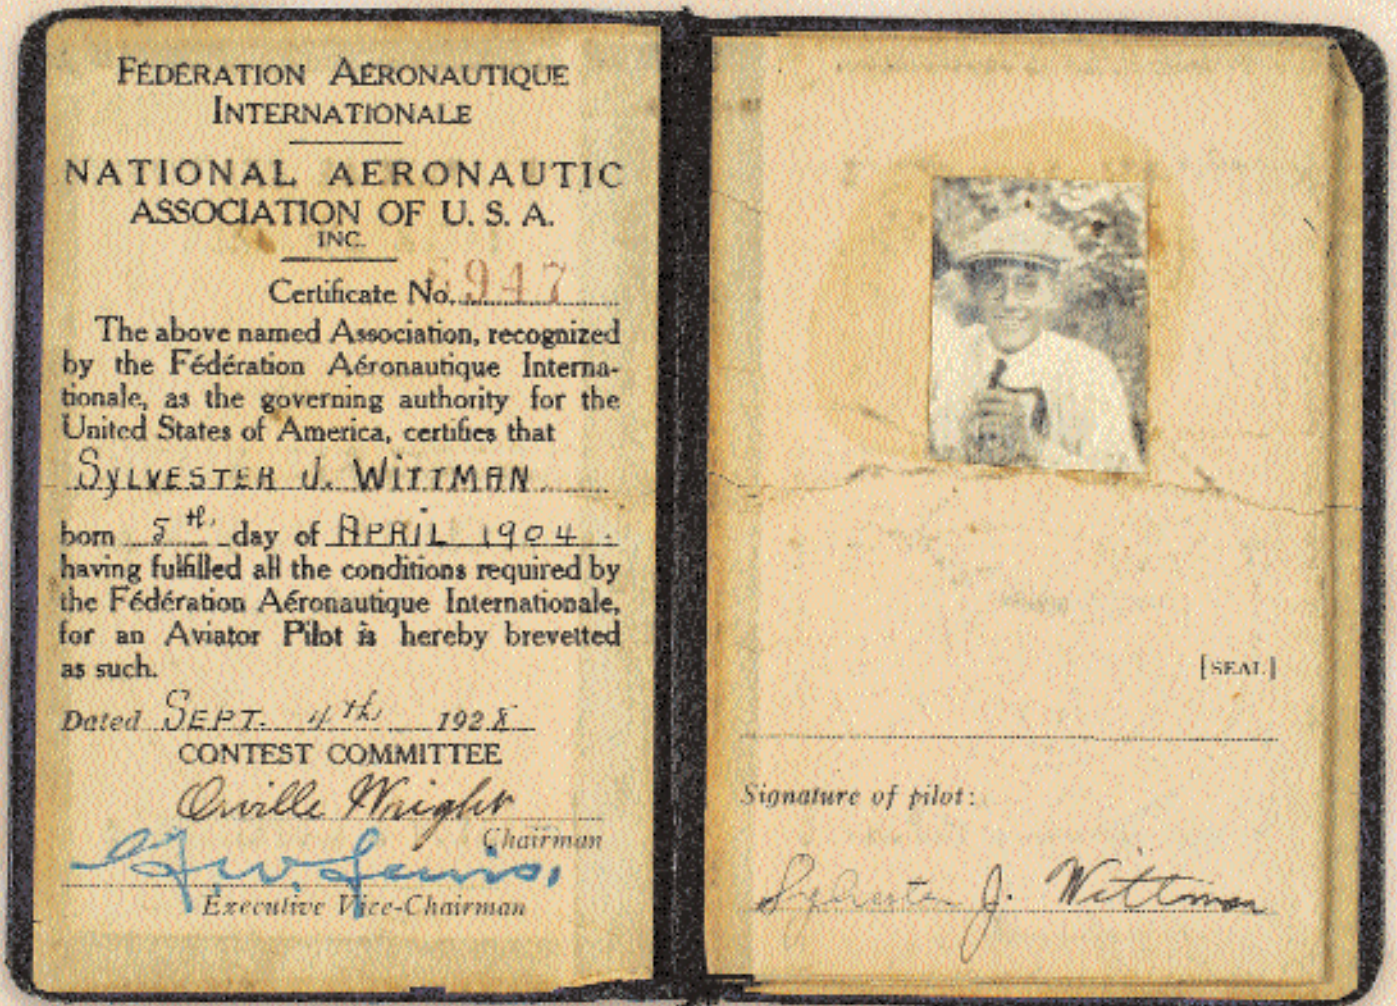 FÉDÉRATION AÉRONAUTIQUE
INTERNATIONALE
NATIONAL AERONAUTIC
ASSOCIATION OF U. S. A.
INC.
Certificate No. 947
The above named Association, recognized
by the Fédération Aéronautique Interna-
tionale, as the governing authority for the
United States of America, certifies that
SYLVESTER J. WITTMAN
born 5th day of APRIL 1904.
having fulfilled all the conditions required by
the Fédération Aéronautique Internationale,
for an Aviator Pilot is hereby brevetted
as such.
Dated SEPT. 4th 1928
CONTEST COMMITTEE
Orville Wright
Chairman
G.W. Lewis.
Executive Vice-Chairman
[SEAL]
Signature of pilot:
Sylvester J. Wittman